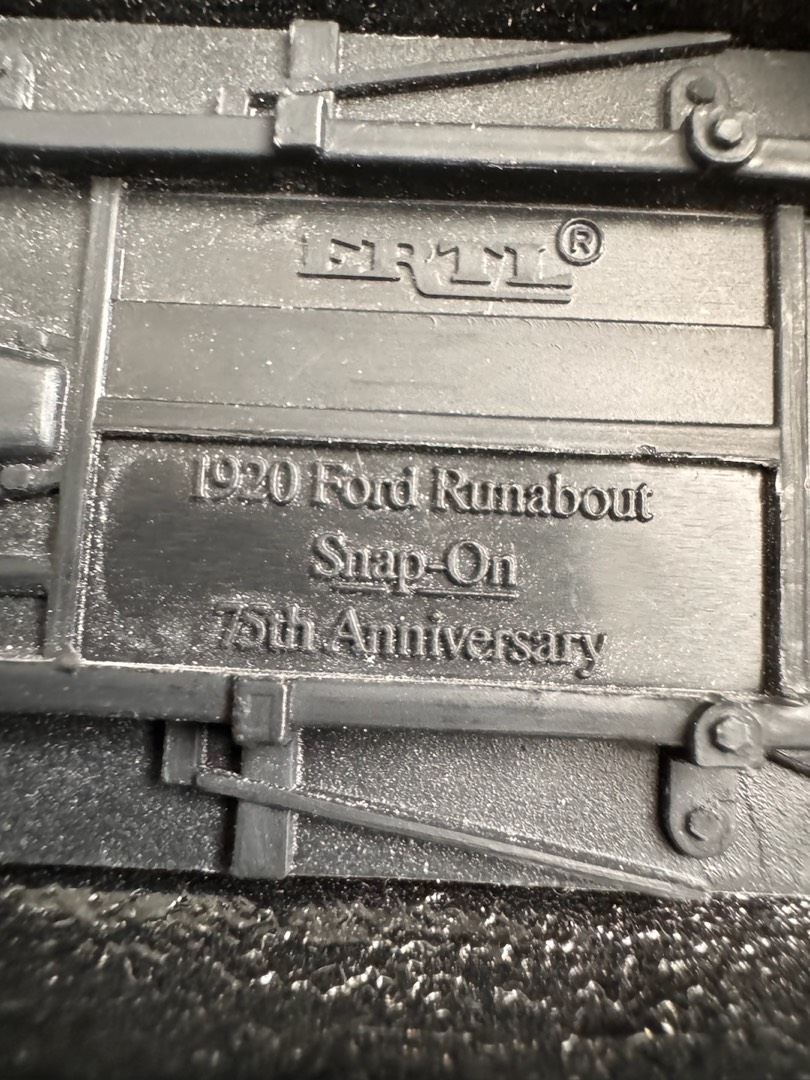 ERTL®
1920 Ford Runabout
Snap-On
75th Anniversary